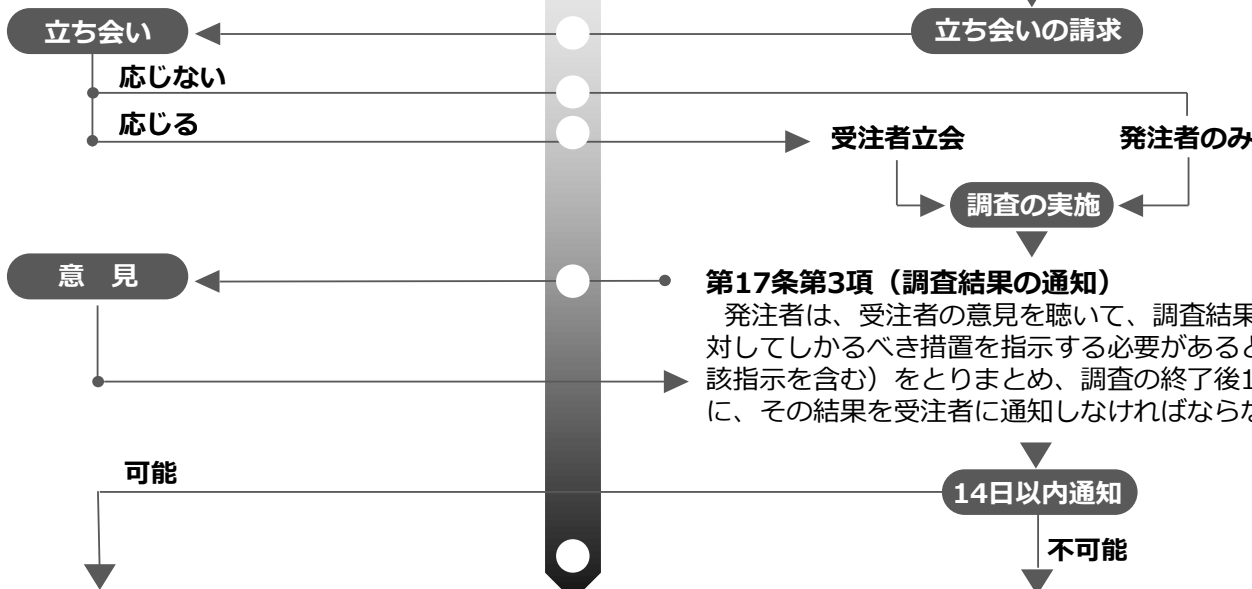 立ち会い
立ち会いの請求
応じない
応じる
受注者立会
発注者のみ
調査の実施
意 見
第17条第3項（調査結果の通知）
発注者は、受注者の意見を聴いて、調査結果
対してしかるべき措置を指示する必要があると
該指示を含む）をとりまとめ、調査の終了後1
に、その結果を受注者に通知しなければならな
可能
14日以内通知
不可能